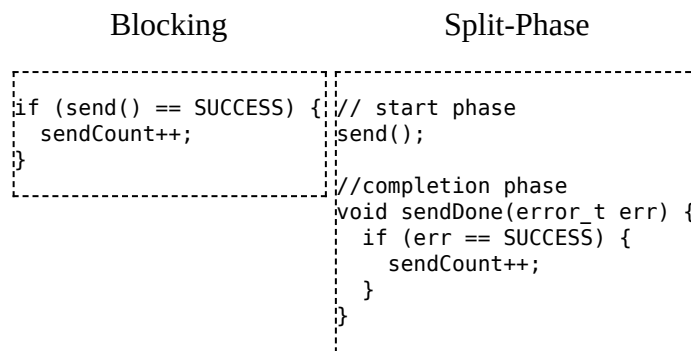 Blocking
if (send() == SUCCESS) {
  sendCount++;
}
Split-Phase
// start phase
send();

//completion phase
void sendDone(error_t err) {
  if (err == SUCCESS) {
    sendCount++;
  }
}